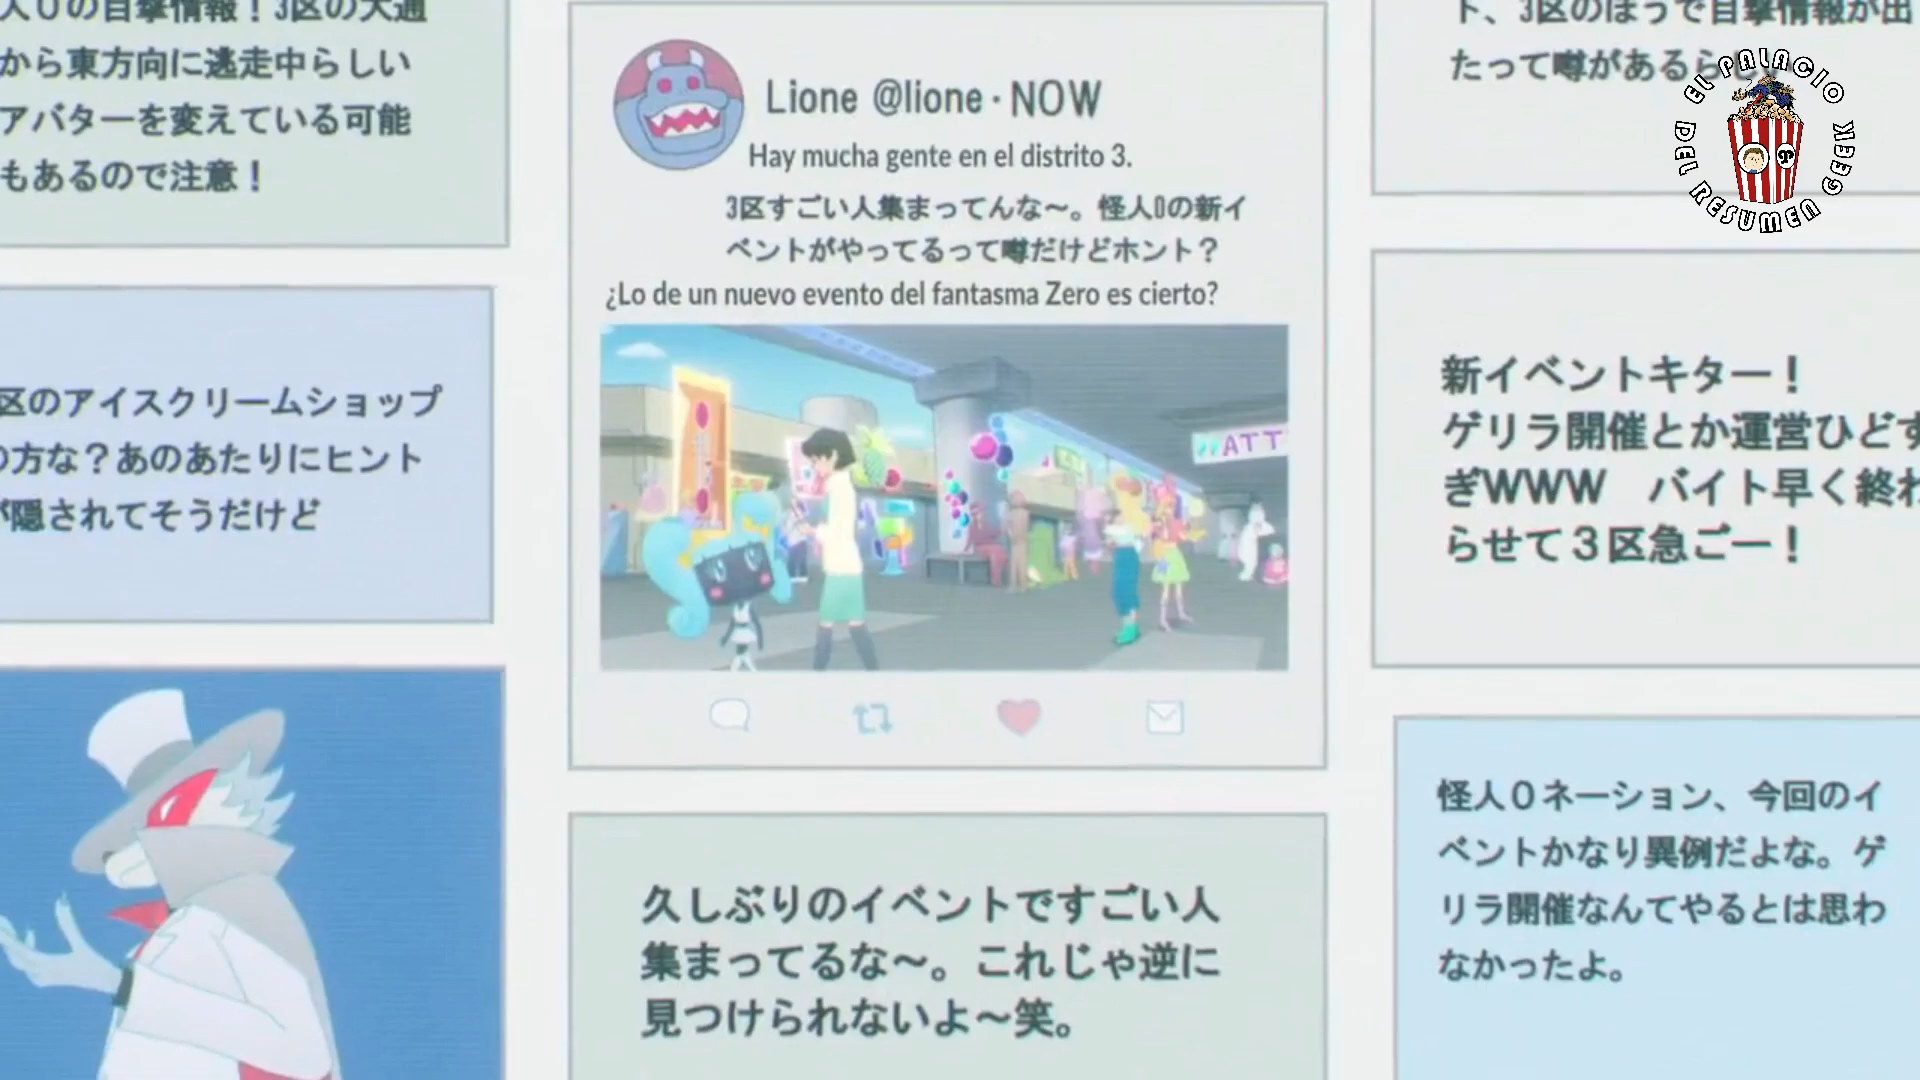 人0の目撃情報！3区の大通
から東方向に逃走中らしい
アバターを変えている可能
もあるので注意！
区のアイスクリームショップ
の方な？あのあたりにヒント
が隠されてそうだけど
Lione @lione · NOW
Hay mucha gente en el distrito 3.
3区すごい人集まってんな～。怪人0の新イ
ベントがやってるって噂だけどホント？
¿Lo de un nuevo evento del fantasma Zero es cierto?
ATT
久しぶりのイベントですごい人
集まってるな～。これじゃ逆に
見つけられないよ～笑。
ト、3区のほうで目撃情報が出
たって噂があるらし
EL PALACIO
DEL RESUMEN GEEK
新イベントキター！
ゲリラ開催とか運営ひどす
ぎWWW　バイト早く終わ
らせて３区急ごー！
怪人０ネーション、今回のイ
ベントかなり異例だよな。ゲ
リラ開催なんてやるとは思わ
なかったよ。